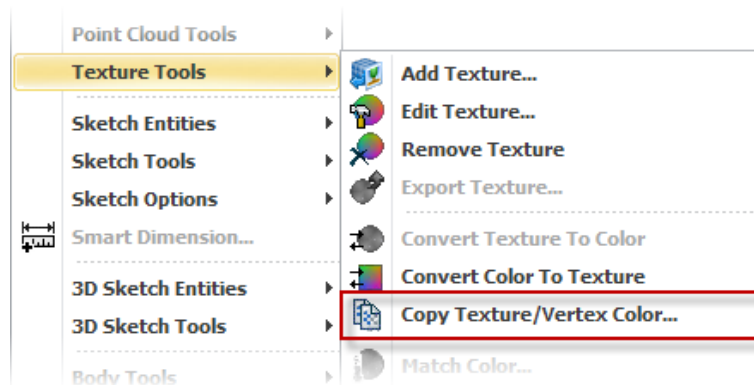 Point Cloud Tools
Texture Tools
Sketch Entities
Sketch Tools
Sketch Options
Smart Dimension...
3D Sketch Entities
3D Sketch Tools
Body Tools
Add Texture...
Edit Texture...
Remove Texture
Export Texture...
Convert Texture To Color
Convert Color To Texture
Copy Texture/Vertex Color...
Match Color...